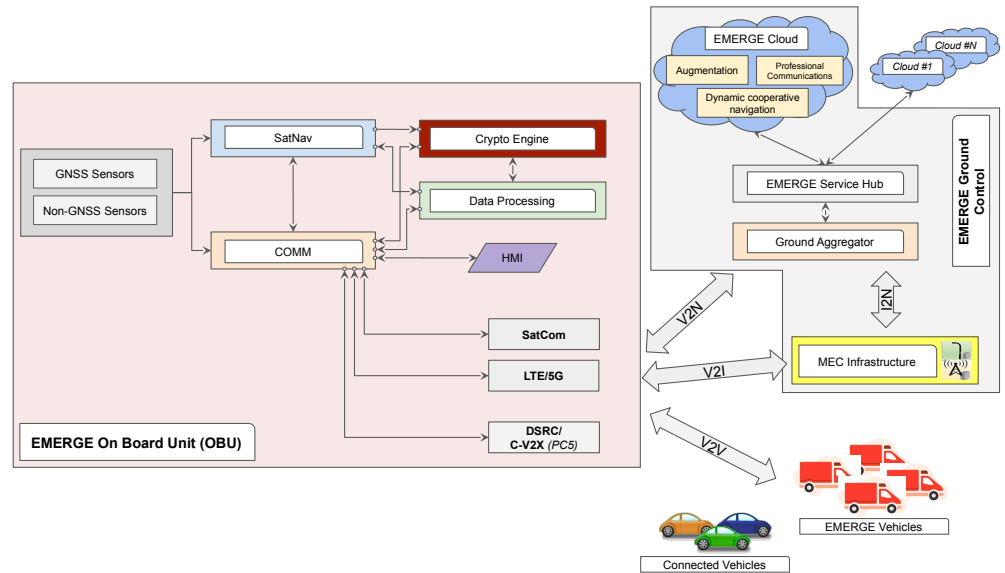 EMERGE Cloud
Augmentation
Professional
Communications
Dynamic cooperative
navigation
Cloud #N
Cloud #1
SatNav
Crypto Engine
GNSS Sensors
Non-GNSS Sensors
Data Processing
COMM
HMI
EMERGE Service Hub
Ground Aggregator
EMERGE Ground
Control
I2N
V2N
SatCom
LTE/5G
V2I
MEC Infrastructure
DSRC/
C-V2X (PC5)
EMERGE On Board Unit (OBU)
V2V
EMERGE Vehicles
Connected Vehicles